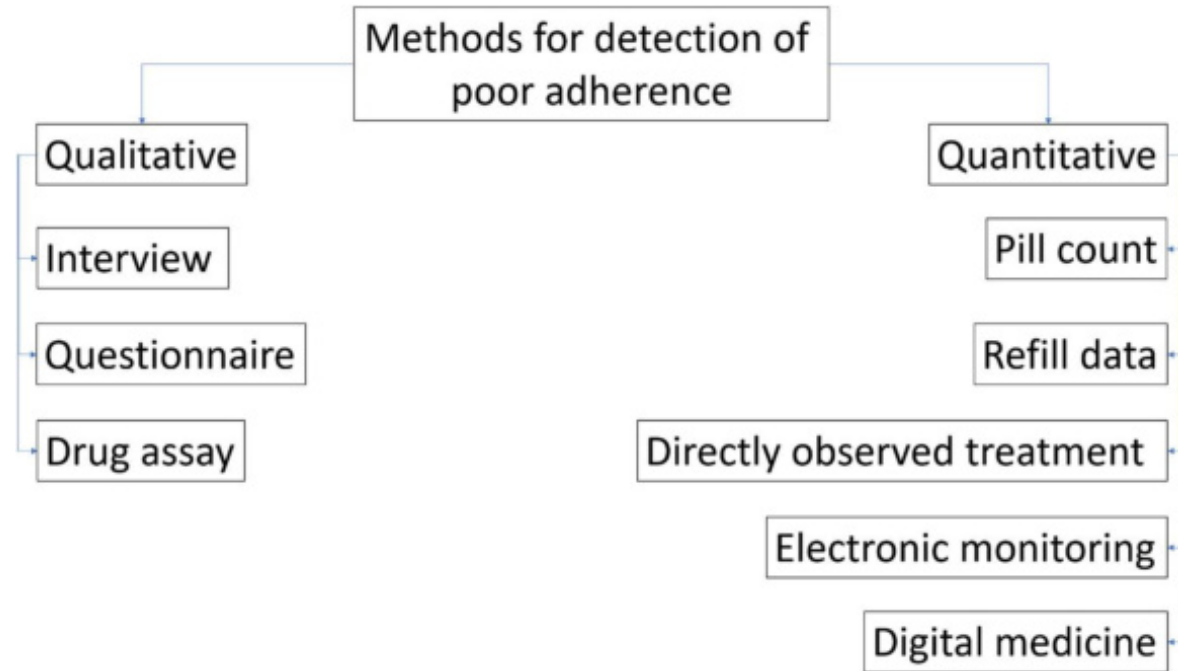 Methods for detection of
poor adherence
Qualitative
Interview
Questionnaire
Drug assay
Quantitative
Pill count
Refill data
Directly observed treatment
Electronic monitoring
Digital medicine